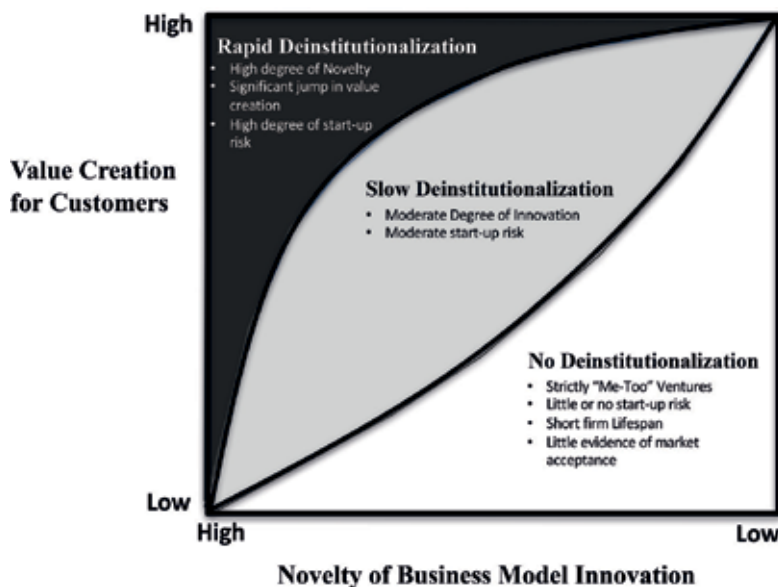 High
Rapid Deinstitutionalization
• High degree of Novelty
• Significant jump in value
creation
• High degree of start-up
risk
Value Creation
for Customers
Slow Deinstitutionalization
• Moderate Degree of Innovation
• Moderate start-up risk
No Deinstitutionalization
• Strictly “Me-Too” Ventures
• Little or no start-up risk
• Short firm Lifespan
• Little evidence of market
acceptance
Low
High
Low
Novelty of Business Model Innovation